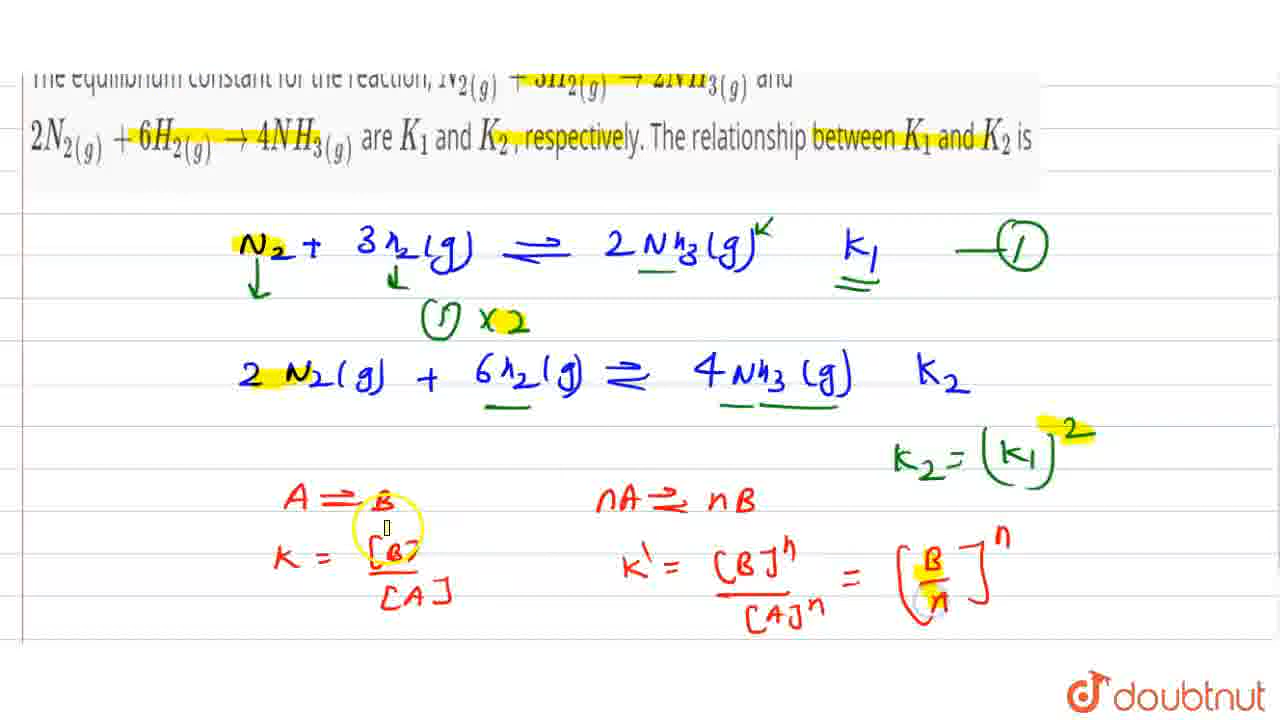 The equilibrium constant for the reaction, N2(g) + 3H2(g) → 2NH3(g) and
2N2(g) + 6H2(g) → 4NH3(g) are K1 and K2, respectively. The relationship between K1 and K2 is
N2 + 3H2(g) ⇌ 2NH3(g) K1 — ①
① × 2
2 N2(g) + 6H2(g) ⇌ 4NH3(g) K2
K2 = (K1)^2
A ⇌ B nA ⇌ nB
K = [B]/[A] K' = [B]^n/[A]^n = [B/n]^n
doubtnut